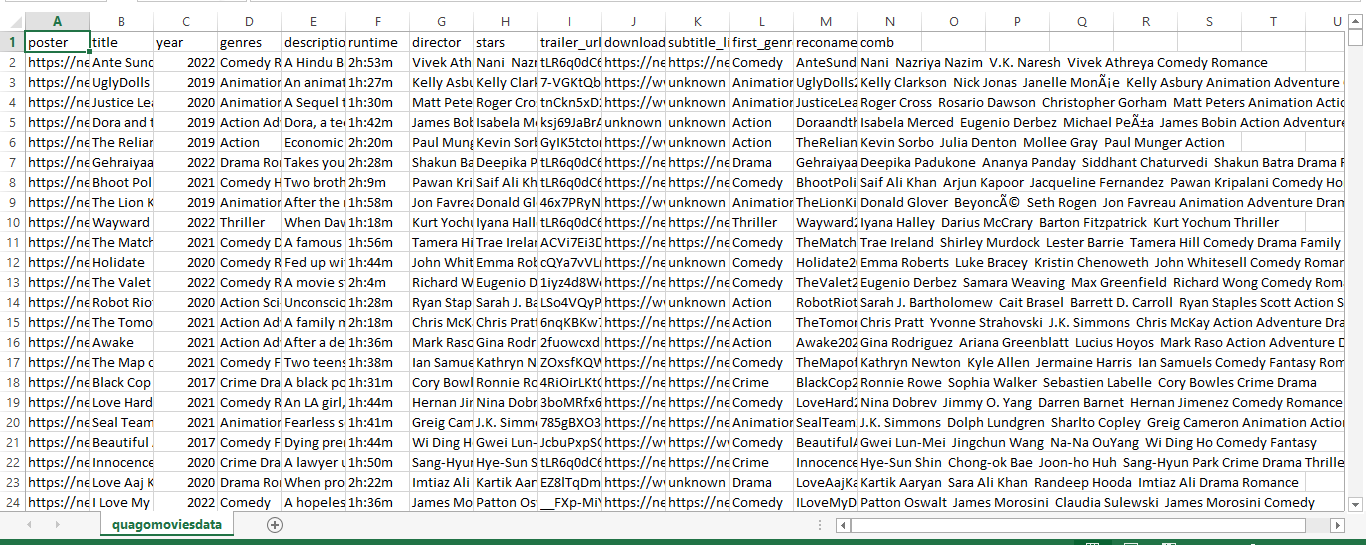 A B C D E F G H I J K L M N O P Q R S T U
1 poster title year genres descriptio runtime director stars trailer_url download subtitle_li first_genr reconame comb
2 https://ne Ante Sund 2022 Comedy R A Hindu B 2h:53m Vivek Ath Nani Nazr tLR6q0dC6 https://ne https://ne Comedy AnteSund Nani Nazriya Nazim V.K. Naresh Vivek Athreya Comedy Romance
3 https://ne UglyDolls 2019 Animation An animat 1h:27m Kelly Asbu Kelly Clark 7-VGKtQb https://w unknown Animation UglyDolls2 Kelly Clarkson Nick Jonas Janelle MonÃ¡e Kelly Asbury Animation Adventure
4 https://ne Justice Lea 2020 Animation A Sequel t 1h:30m Matt Pete Roger Cro tnCkn5xD https://ne unknown Animation JusticeLea Roger Cross Rosario Dawson Christopher Gorham Matt Peters Animation Actio
5 https://ne Dora and t 2019 Action Ad Dora, a te 1h:42m James Bob Isabela M ksj69JaBrA unknown unknown Action Doraandth Isabela Merced Eugenio Derbez Michael PeÃ±a James Bobin Action Adventure
6 https://ne The Relian 2019 Action Economic 2h:20m Paul Mung Kevin Sorb GyIK5tcto https://ne unknown Action TheRelian Kevin Sorbo Julia Denton Mollee Gray Paul Munger Action
7 https://ne Gehraiyaa 2022 Drama Ro Takes you 2h:28m Shakun Ba Deepika P tLR6q0dC6 https://ne https://ne Drama Gehraiyaa Deepika Padukone Ananya Panday Siddhant Chaturvedi Shakun Batra Drama R
8 https://ne Bhoot Pol 2021 Comedy H Two broth 2h:9m Pawan Kri Saif Ali Kh tLR6q0dC6 https://ne https://ne Comedy BhootPoli Saif Ali Khan Arjun Kapoor Jacqueline Fernandez Pawan Kripalani Comedy Ho
9 https://ne The Lion K 2019 Animation After the 1h:58m Jon Favrea Donald Gl 46x7PRyN https://ne https://ne Animation TheLionKi Donald Glover BeyoncÃ© Seth Rogen Jon Favreau Animation Adventure Dram
10 https://ne Wayward 2022 Thriller When Daw 1h:18m Kurt Yochu Iyana Hall tLR6q0dC6 https://ne https://ne Thriller Wayward2 Iyana Halley Darius McCrary Barton Fitzpatrick Kurt Yochum Thriller
11 https://ne The Match 2021 Comedy D A famous 1h:56m Tamera Hi Trae Irelan ACVi7Ei3D https://ne https://ne Comedy TheMatch Trae Ireland Shirley Murdock Lester Barrie Tamera Hill Comedy Drama Family
12 https://ne Holidate 2020 Comedy R Fed up wi 1h:44m John Whit Emma Rob cQYa7vVL https://ne https://ne Comedy Holidate2 Emma Roberts Luke Bracey Kristin Chenoweth John Whitesell Comedy Roman
13 https://ne The Valet 2022 Comedy R A movie s 2h:4m Richard W Eugenio D 1iyz4d8W https://w unknown Comedy TheValet2 Eugenio Derbez Samara Weaving Max Greenfield Richard Wong Comedy Rom
14 https://ne Robot Rio 2020 Action Sci Unconscio 1h:28m Ryan Stap Sarah J. Ba LSo4VQyP https://ne unknown Action RobotRiot Sarah J. Bartholomew Cait Brasel Barrett D. Carroll Ryan Staples Scott Action S
15 https://ne The Tomo 2021 Action Ad A family m 2h:18m Chris McK Chris Pratt 6nqKBKw https://ne https://ne Action TheTomor Chris Pratt Yvonne Strahovski J.K. Simmons Chris McKay Action Adventure Dra
16 https://ne Awake 2021 Action Ad After a de 1h:36m Mark Raso Gina Rodr 2fuowcxd https://ne https://ne Action Awake202 Gina Rodriguez Ariana Greenblatt Lucius Hoyos Mark Raso Action Adventure D
17 https://ne The Map o 2021 Comedy F Two teens 1h:38m Ian Samue Kathryn N ZOxsfKQW https://ne https://ne Comedy TheMapof Kathryn Newton Kyle Allen Jermaine Harris Ian Samuels Comedy Fantasy Rom
18 https://ne Black Cop 2017 Crime Dra A black po 1h:31m Cory Bowl Ronnie Ro 4RiOirLKtC https://ne https://ne Crime BlackCop2 Ronnie Rowe Sophia Walker Sebastien Labelle Cory Bowles Crime Drama
19 https://ne Love Hard 2021 Comedy R An LA girl, 1h:44m Hernan Jir Nina Dobr 3boMRfx6 https://ne https://ne Comedy LoveHard2 Nina Dobrev Jimmy O. Yang Darren Barnet Hernan Jimenez Comedy Romance
20 https://ne Seal Team 2021 Animation Fearless s 1h:41m Greig Cam J.K. Simm 785gBXO3 https://ne https://ne Animation SealTeam J.K. Simmons Dolph Lundgren Sharlto Copley Greig Cameron Animation Actio
21 https://ne Beautiful 2017 Comedy F Dying pre 1h:44m Wi Ding H Gwei Lun- JcbuPxpS https://w https://w Comedy BeautifulA Gwei Lun-Mei Jingchun Wang Na-Na OuYang Wi Ding Ho Comedy Fantasy
22 https://ne Innocence 2020 Crime Dra A lawyer u 1h:50m Sang-Hyun Hye-Sun S tLR6q0dC6 https://ne https://ne Crime Innocence Hye-Sun Shin Chong-ok Bae Joon-ho Huh Sang-Hyun Park Crime Drama Thrille
23 https://ne Love Aaj K 2020 Drama Ro When pro 2h:22m Imtiaz Ali Kartik Aar EZ8lTqDm https://ne unknown Drama LoveAajKa Kartik Aaryan Sara Ali Khan Randeep Hooda Imtiaz Ali Drama Romance
24 https://ne I Love My 2022 Comedy A hopeles 1h:36m James Mo Patton Os __FXp-MiY https://ne https://ne Comedy ILoveMyD Patton Oswalt James Morosini Claudia Sulewski James Morosini Comedy
quagomoviesdata